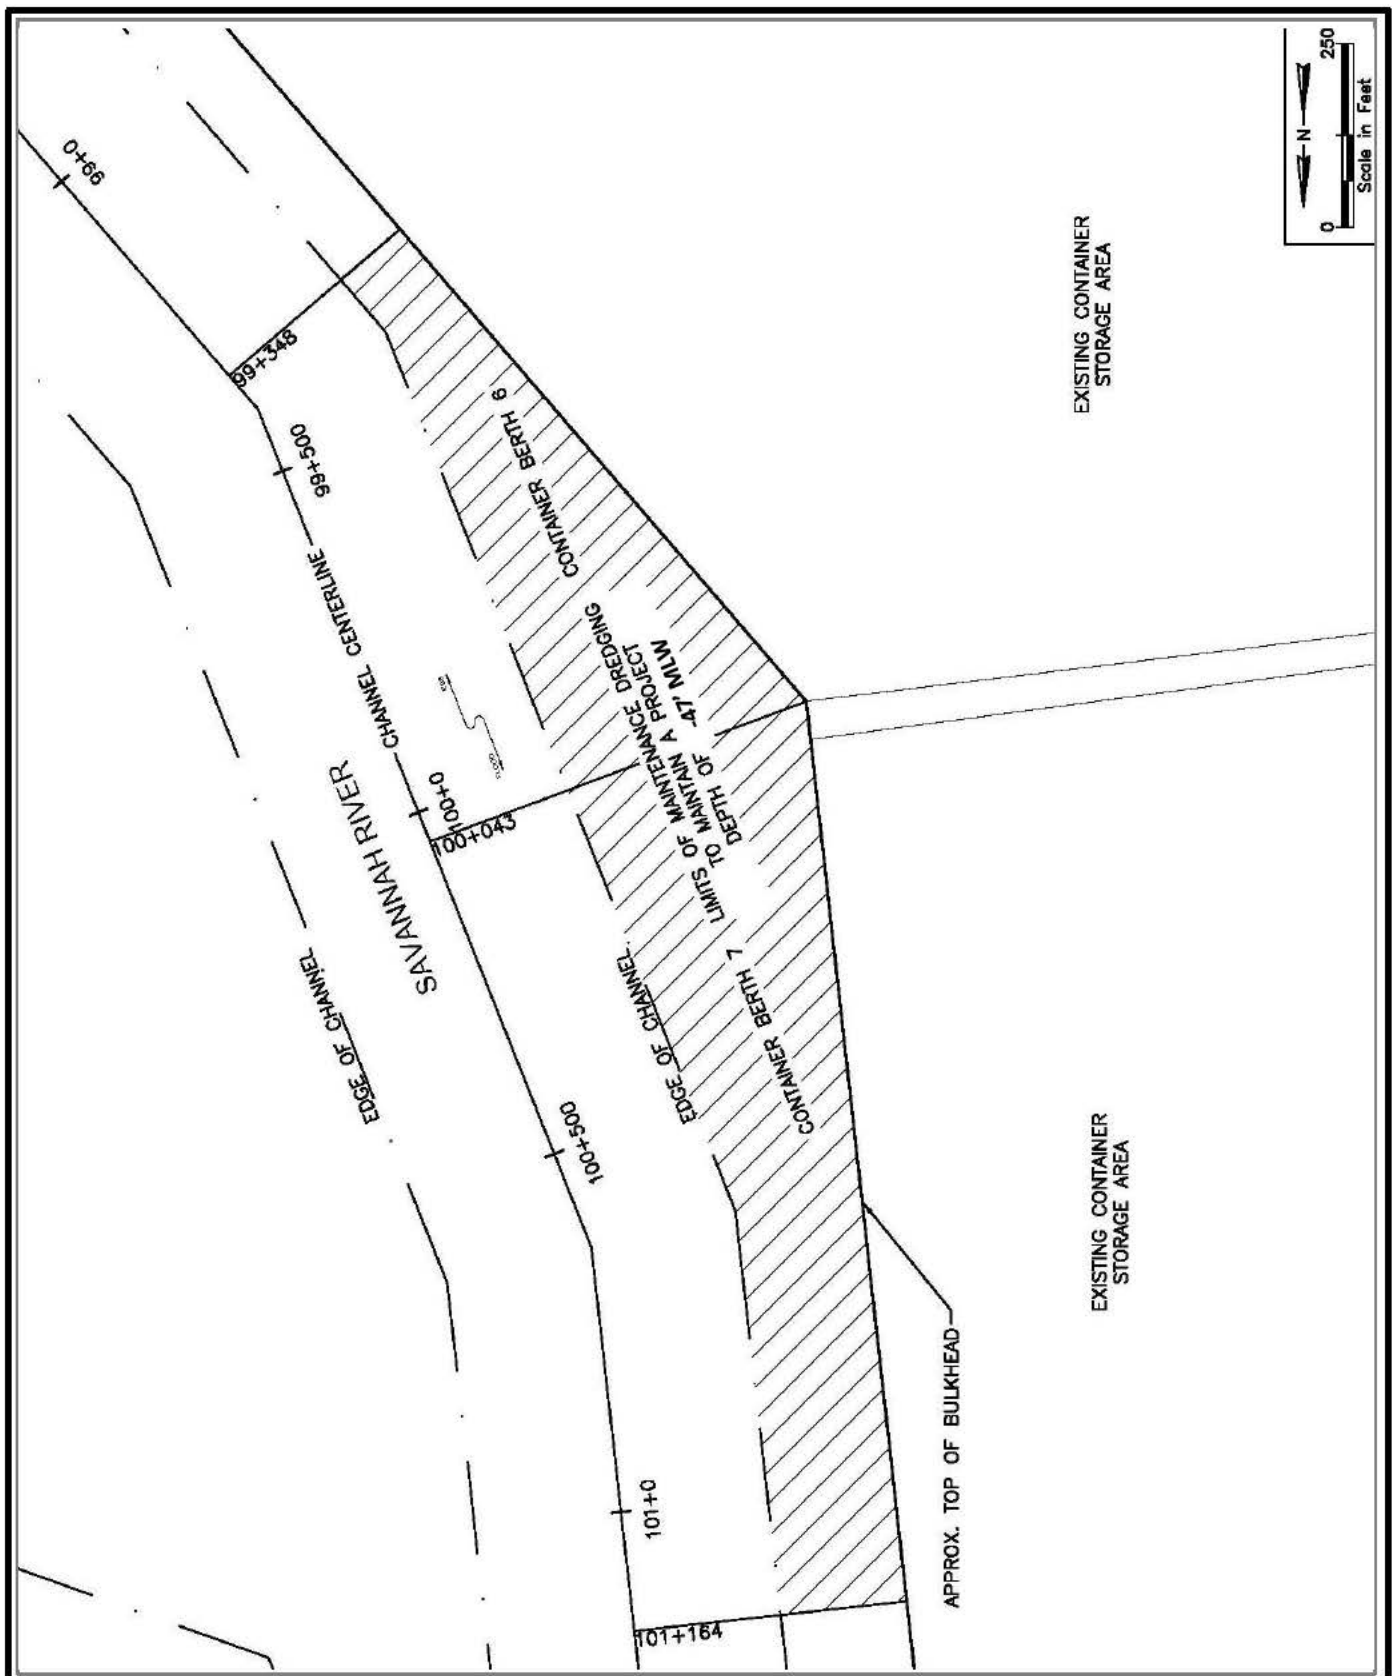 0+66
99+348
99+500
CHANNEL CENTERLINE
SAVANNAH RIVER
100+0
100+043
EDGE OF CHANNEL
EDGE OF CHANNEL
100+500
101+0
101+164
CONTAINER BERTH 6
LIMITS OF MAINTENANCE DREDGING
TO MAINTAIN A PROJECT
DEPTH OF -47' MLW
CONTAINER BERTH 7
FLOOD
EBB
APPROX. TOP OF BULKHEAD
EXISTING CONTAINER
STORAGE AREA
EXISTING CONTAINER
STORAGE AREA
N
0
250
Scale in Feet